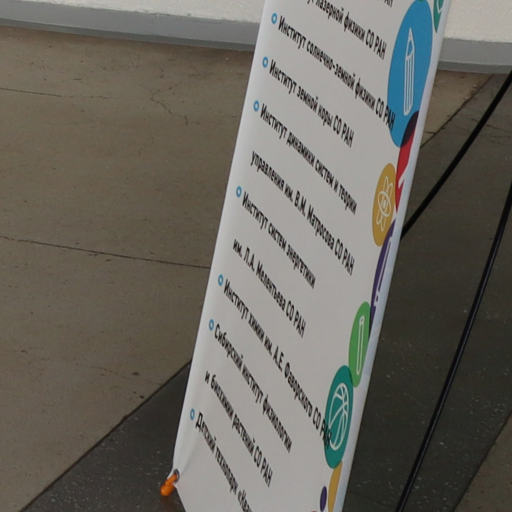 лазерной физики СО РАН
Институт солнечно-земной физики СО РАН
Институт земной коры СО РАН
Институт динамики систем и теории
управления им. В.М. Матросова СО РАН
Институт систем энергетики
им. Л.А. Мелентьева СО РАН
Институт химии им. А.Е. Фаворского СО РАН
Сибирский институт физиологии
и биохимии растений СО РАН
Детский технопарк